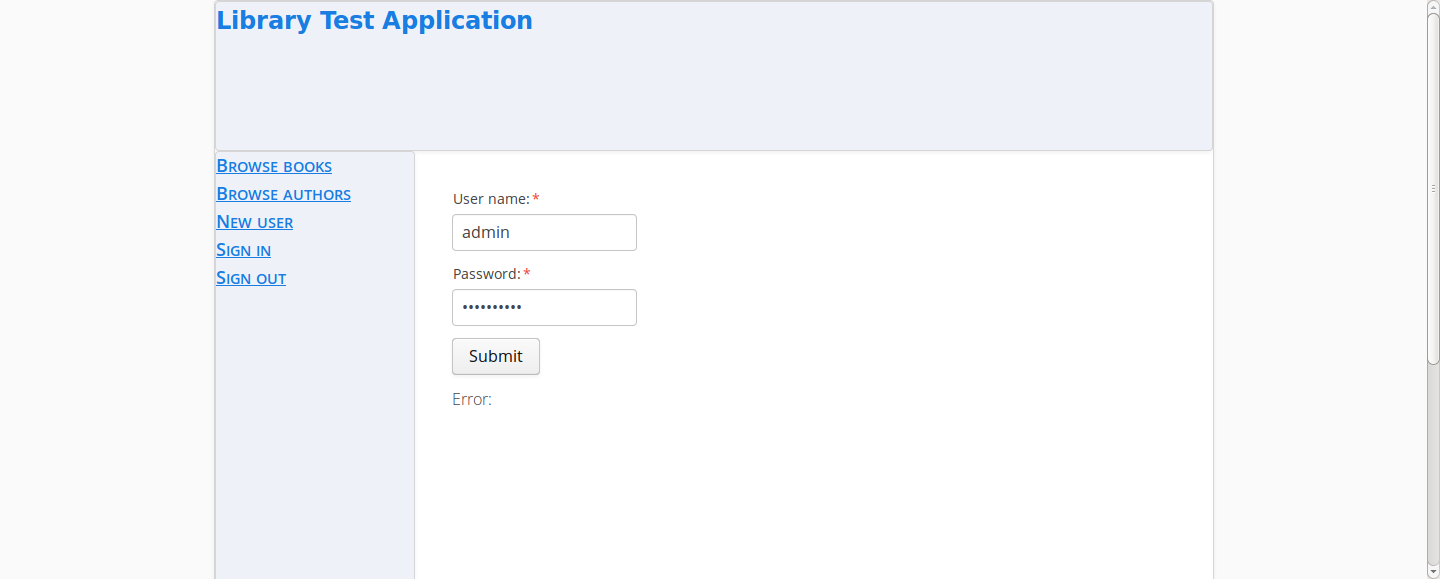 Library Test Application
Browse books
Browse authors
New user
Sign in
Sign out
User name:*
admin
Password:*
••••••••••
Submit
Error: